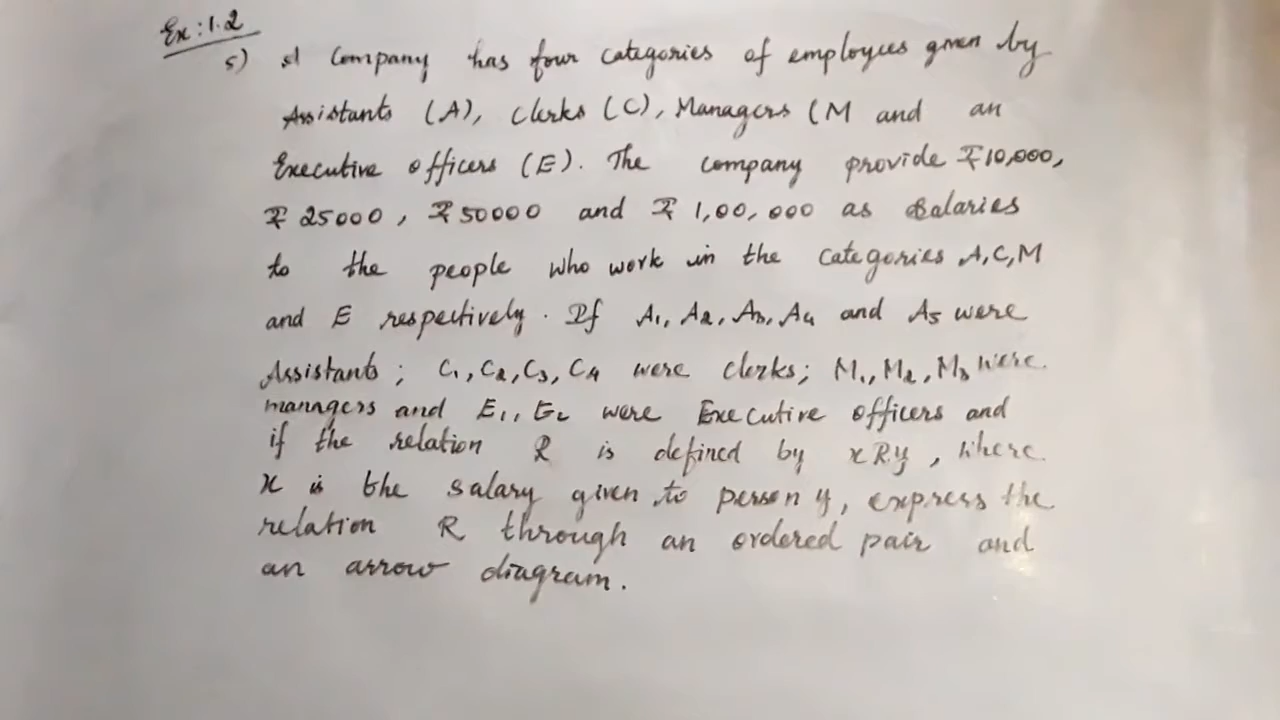 Ex: 1.2
5) A Company has four categories of employees given by
Assistants (A), Clerks (C), Managers (M and an
Executive officers (E). The company provide ₹10,000,
₹ 25000, ₹ 50000 and ₹ 1,00,000 as Salaries
to the people who work in the categories A, C, M
and E respectively. If A1, A2, A3, A4 and A5 were
Assistants; C1, C2, C3, C4 were clerks; M1, M2, M3 were.
managers and E1, E2 were Executive officers and
if the relation R is defined by xRy, where.
x is the salary given to person y, express the
relation R through an ordered pair and
an arrow diagram.